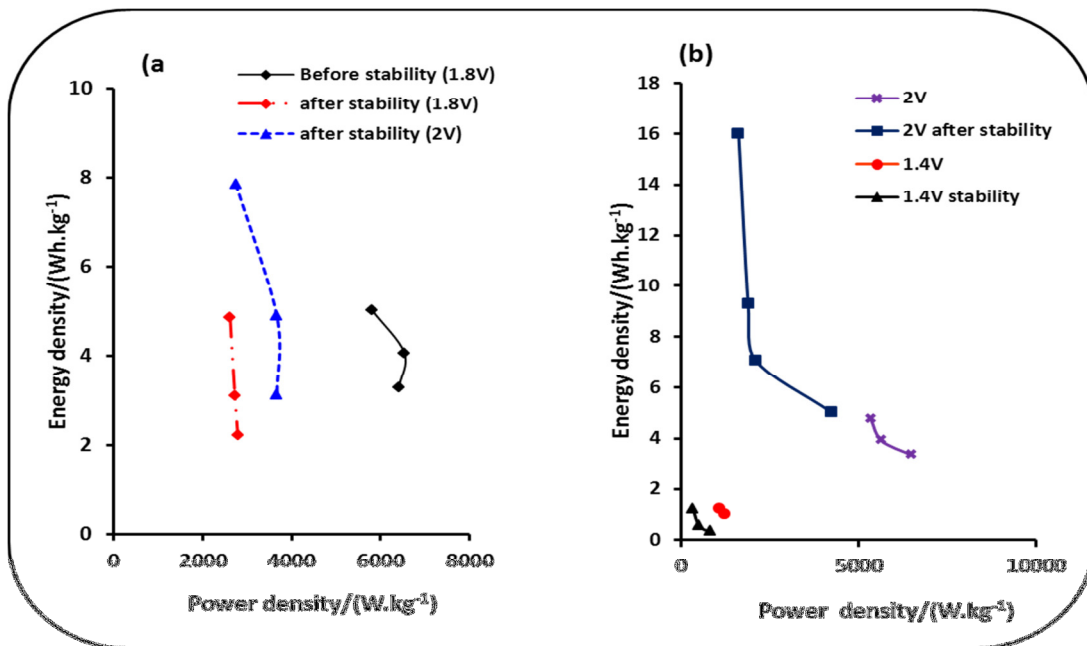 (a
Before stability (1.8V)
after stability (1.8V)
after stability (2V)
10
8
6
4
2
0
Energy density/(Wh.kg⁻¹)
0 2000 4000 6000 8000
Power density/(W.kg⁻¹)
(b)
2V
2V after stability
1.4V
1.4V stability
18
16
14
12
10
8
6
4
2
0
Energy density/(Wh.kg⁻¹)
0 5000 10000
Power density/(W.kg⁻¹)